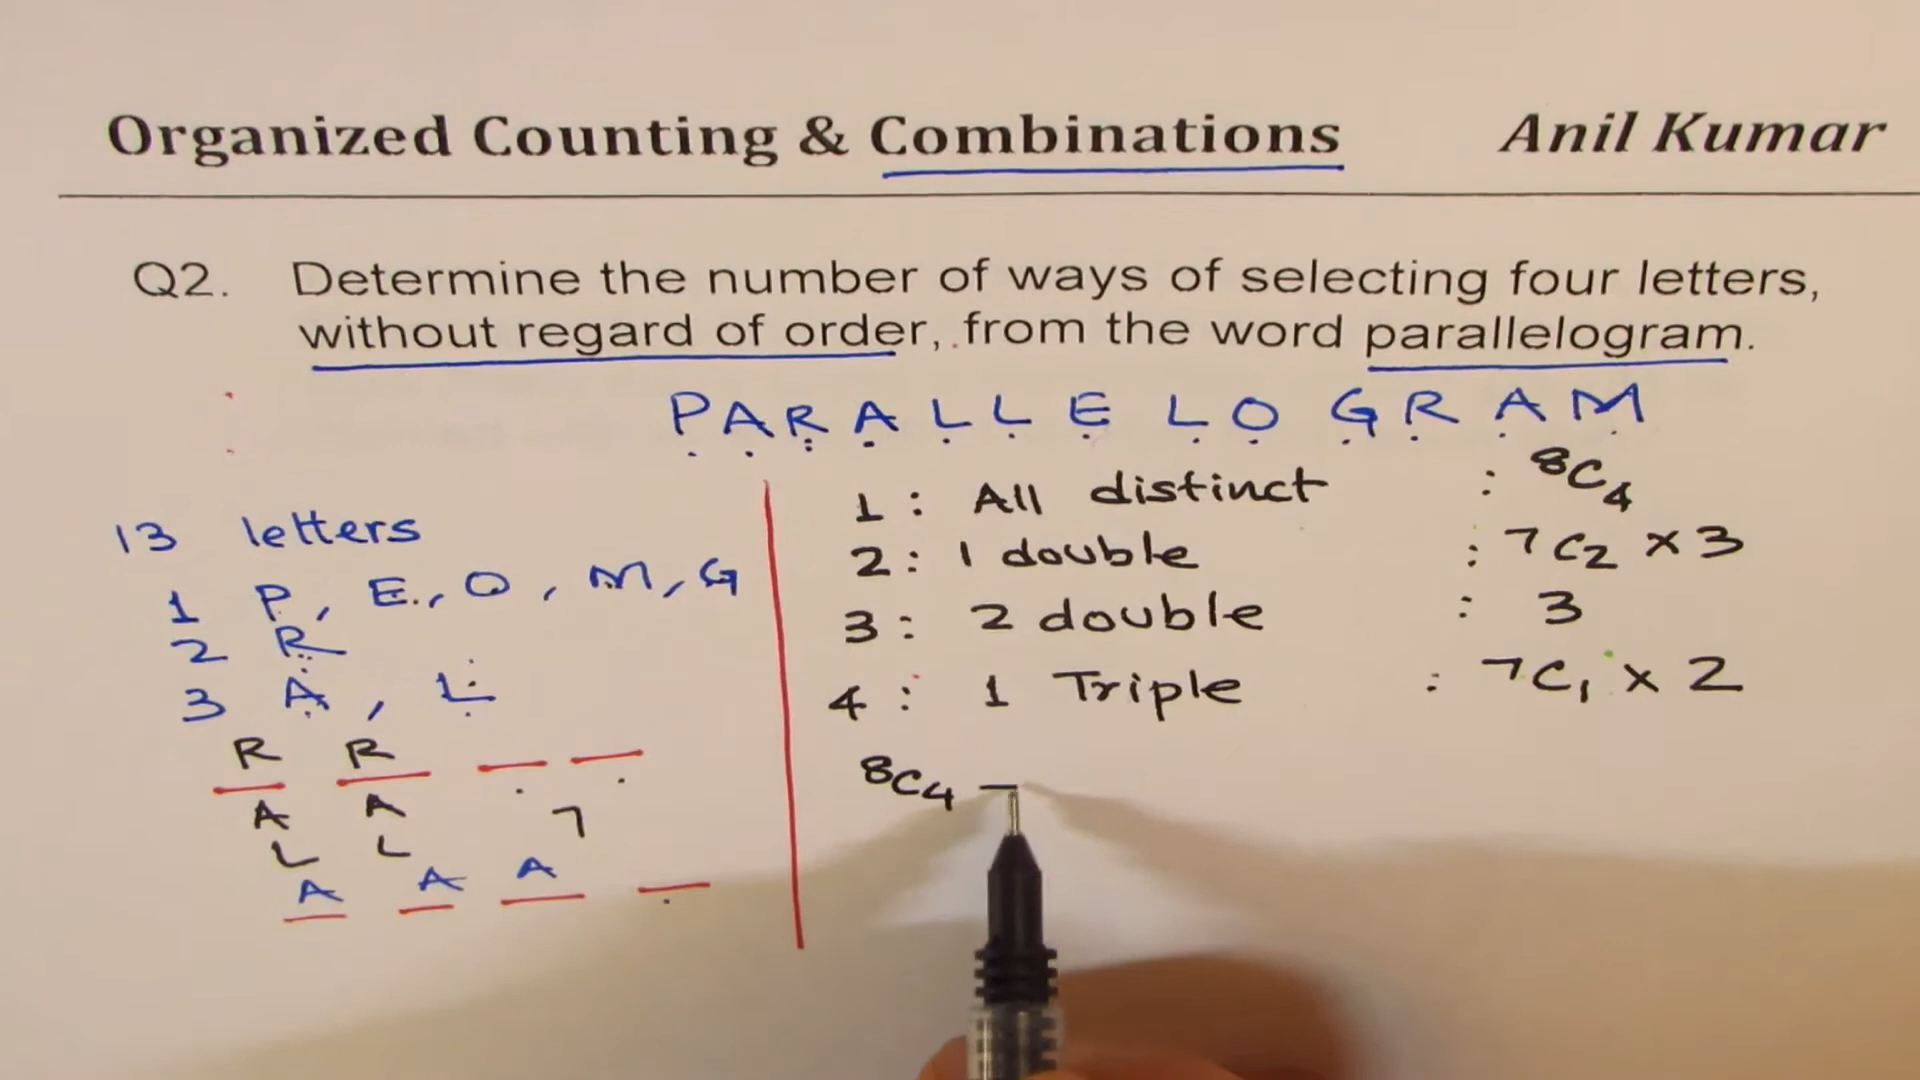 Organized Counting & Combinations Anil Kumar
Q2. Determine the number of ways of selecting four letters,
without regard of order, from the word parallelogram.
P A R A L L E L O G R A M
13 letters
1 P, E, O, M, G
2 R
3 A, L
R R
A A 7
L L
A A A
1 : All distinct : ⁸C₄
2 : 1 double : ⁷C₂ × 3
3 : 2 double : 3
4 : 1 Triple : ⁷C₁ × 2
⁸C₄ –